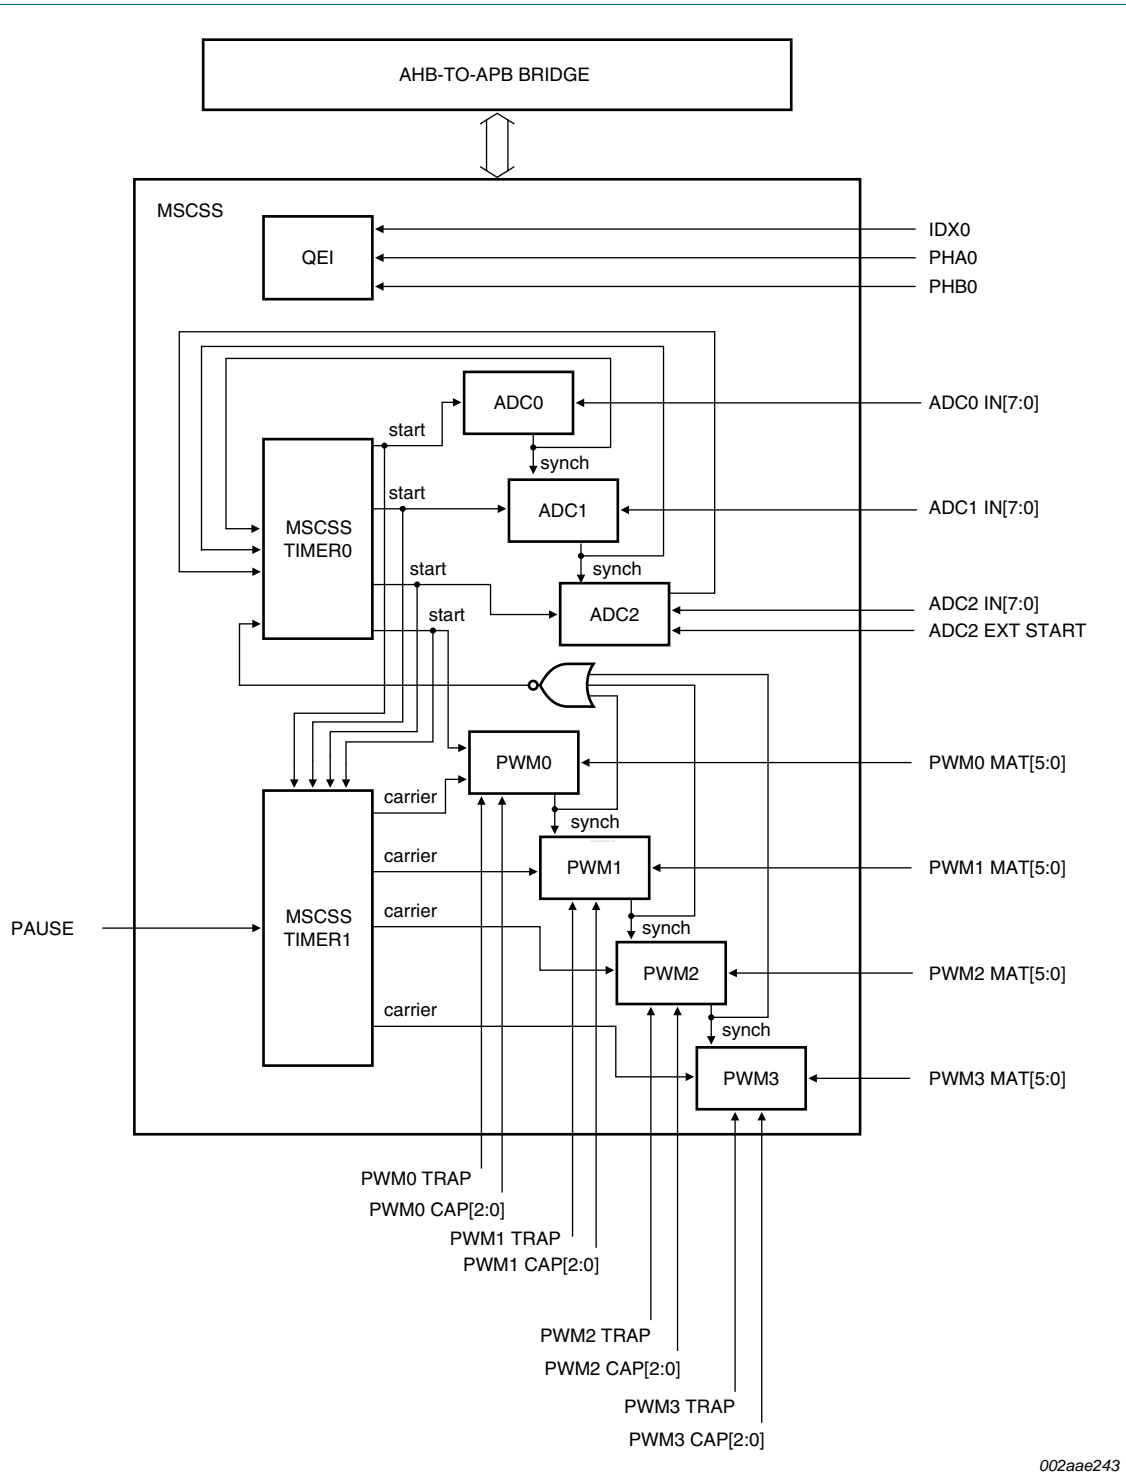 AHB-TO-APB BRIDGE
MSCSS
QEI
IDX0
PHA0
PHB0
ADC0
ADC0 IN[7:0]
start
synch
start
ADC1
ADC1 IN[7:0]
MSCSS
TIMER0
synch
start
ADC2
ADC2 IN[7:0]
ADC2 EXT START
start
PWM0
PWM0 MAT[5:0]
carrier
synch
carrier
PWM1
PWM1 MAT[5:0]
carrier
MSCSS
TIMER1
PAUSE
synch
PWM2
PWM2 MAT[5:0]
carrier
synch
PWM3
PWM3 MAT[5:0]
PWM0 TRAP
PWM0 CAP[2:0]
PWM1 TRAP
PWM1 CAP[2:0]
PWM2 TRAP
PWM2 CAP[2:0]
PWM3 TRAP
PWM3 CAP[2:0]
002aae243